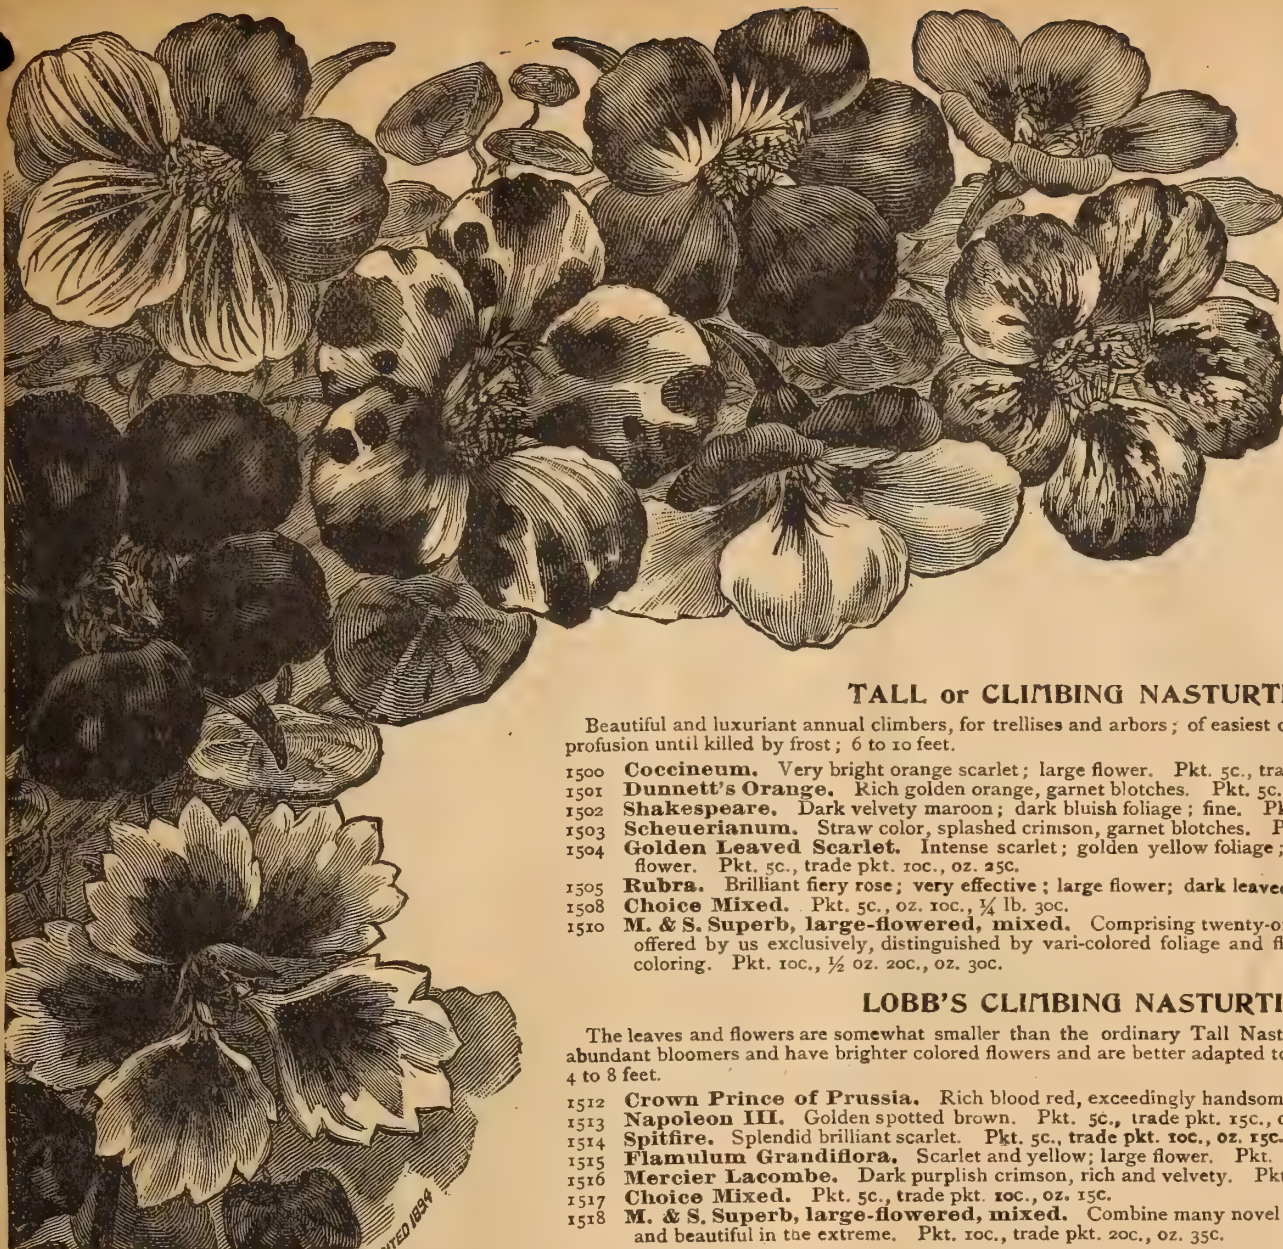 TALL or CLIMBING NASTURTI
Beautiful and luxuriant annual climbers, for trellises and arbors; of easiest
profusion until killed by frost; 6 to 10 feet.
1500 Coccineum. Very bright orange scarlet; large flower. Pkt. 5c., tra
1501 Dunnett's Orange. Rich golden orange, garnet blotches. Pkt. 5c.
1502 Shakespeare. Dark velvety maroon; dark bluish foliage; fine. Pk
1503 Scheuerianum. Straw color, splashed crimson, garnet blotches. P
1504 Golden Leaved Scarlet. Intense scarlet; golden yellow foliage;
flower. Pkt. 5c., trade pkt. 10c., oz. 25c.
1505 Rubra. Brilliant fiery rose; very effective; large flower; dark leaved
1508 Choice Mixed. Pkt. 5c., oz. 10c., ¼ lb. 30c.
1510 M. & S. Superb, large-flowered, mixed. Comprising twenty-o
offered by us exclusively, distinguished by vari-colored foliage and fl
coloring. Pkt. 10c., ½ oz. 20c., oz. 30c.
LOBB'S CLIMBING NASTURTI
The leaves and flowers are somewhat smaller than the ordinary Tall Nast
abundant bloomers and have brighter colored flowers and are better adapted to
4 to 8 feet.
1512 Crown Prince of Prussia. Rich blood red, exceedingly handsom
1513 Napoleon III. Golden spotted brown. Pkt. 5c., trade pkt. 15c.,
1514 Spitfire. Splendid brilliant scarlet. Pkt. 5c., trade pkt. 10c., oz. 15c.
1515 Flamulum Grandiflora. Scarlet and yellow; large flower. Pkt.
1516 Mercier Lacombe. Dark purplish crimson, rich and velvety. Pkt
1517 Choice Mixed. Pkt. 5c., trade pkt. 10c., oz. 15c.
1518 M. & S. Superb, large-flowered, mixed. Combine many novel
and beautiful in the extreme. Pkt. 10c., trade pkt. 20c., oz. 35c.
1894